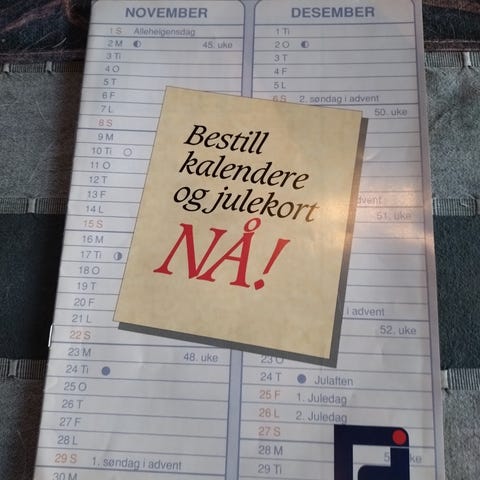 NOVEMBER
1 S Allehelgensdag
2 M 45. uke
3 Ti
4 O
5 T
6 F
7 L
8 S
9 M
10 Ti
11 O
12 T
13 F
14 L
15 S
16 M
17 Ti
18 O
19 T
20 F
21 L
22 S
23 M 48. uke
24 Ti
25 O
26 T
27 F
28 L
29 S 1. søndag i advent
30 M
DESEMBER
1 Ti
2 O
3 T
4 F
5 L
6 S 2. søndag i advent
50. uke
advent
51. uke
i advent
52. uke
23 O
24 T Julaften
25 F 1. Juledag
26 L 2. Juledag
27 S
28 M
29 Ti
Bestill
kalendere
og julekort
NÅ!